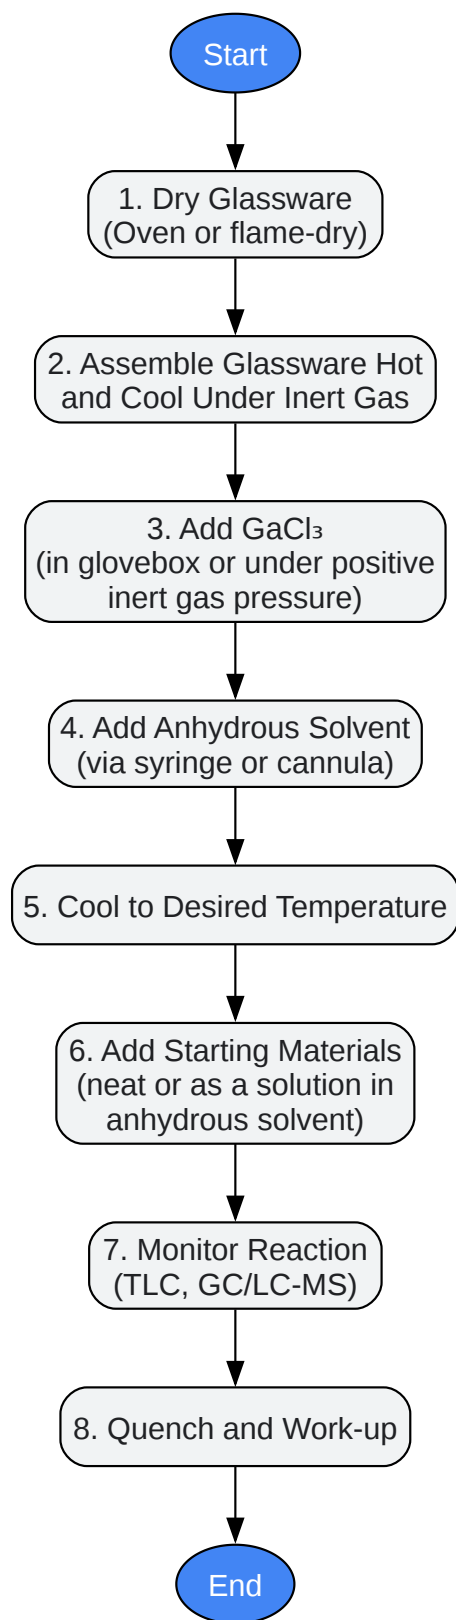 Start
1. Dry Glassware
(Oven or flame-dry)
2. Assemble Glassware Hot
and Cool Under Inert Gas
3. Add GaCl₃
(in glovebox or under positive
inert gas pressure)
4. Add Anhydrous Solvent
(via syringe or cannula)
5. Cool to Desired Temperature
6. Add Starting Materials
(neat or as a solution in
anhydrous solvent)
7. Monitor Reaction
(TLC, GC/LC-MS)
8. Quench and Work-up
End